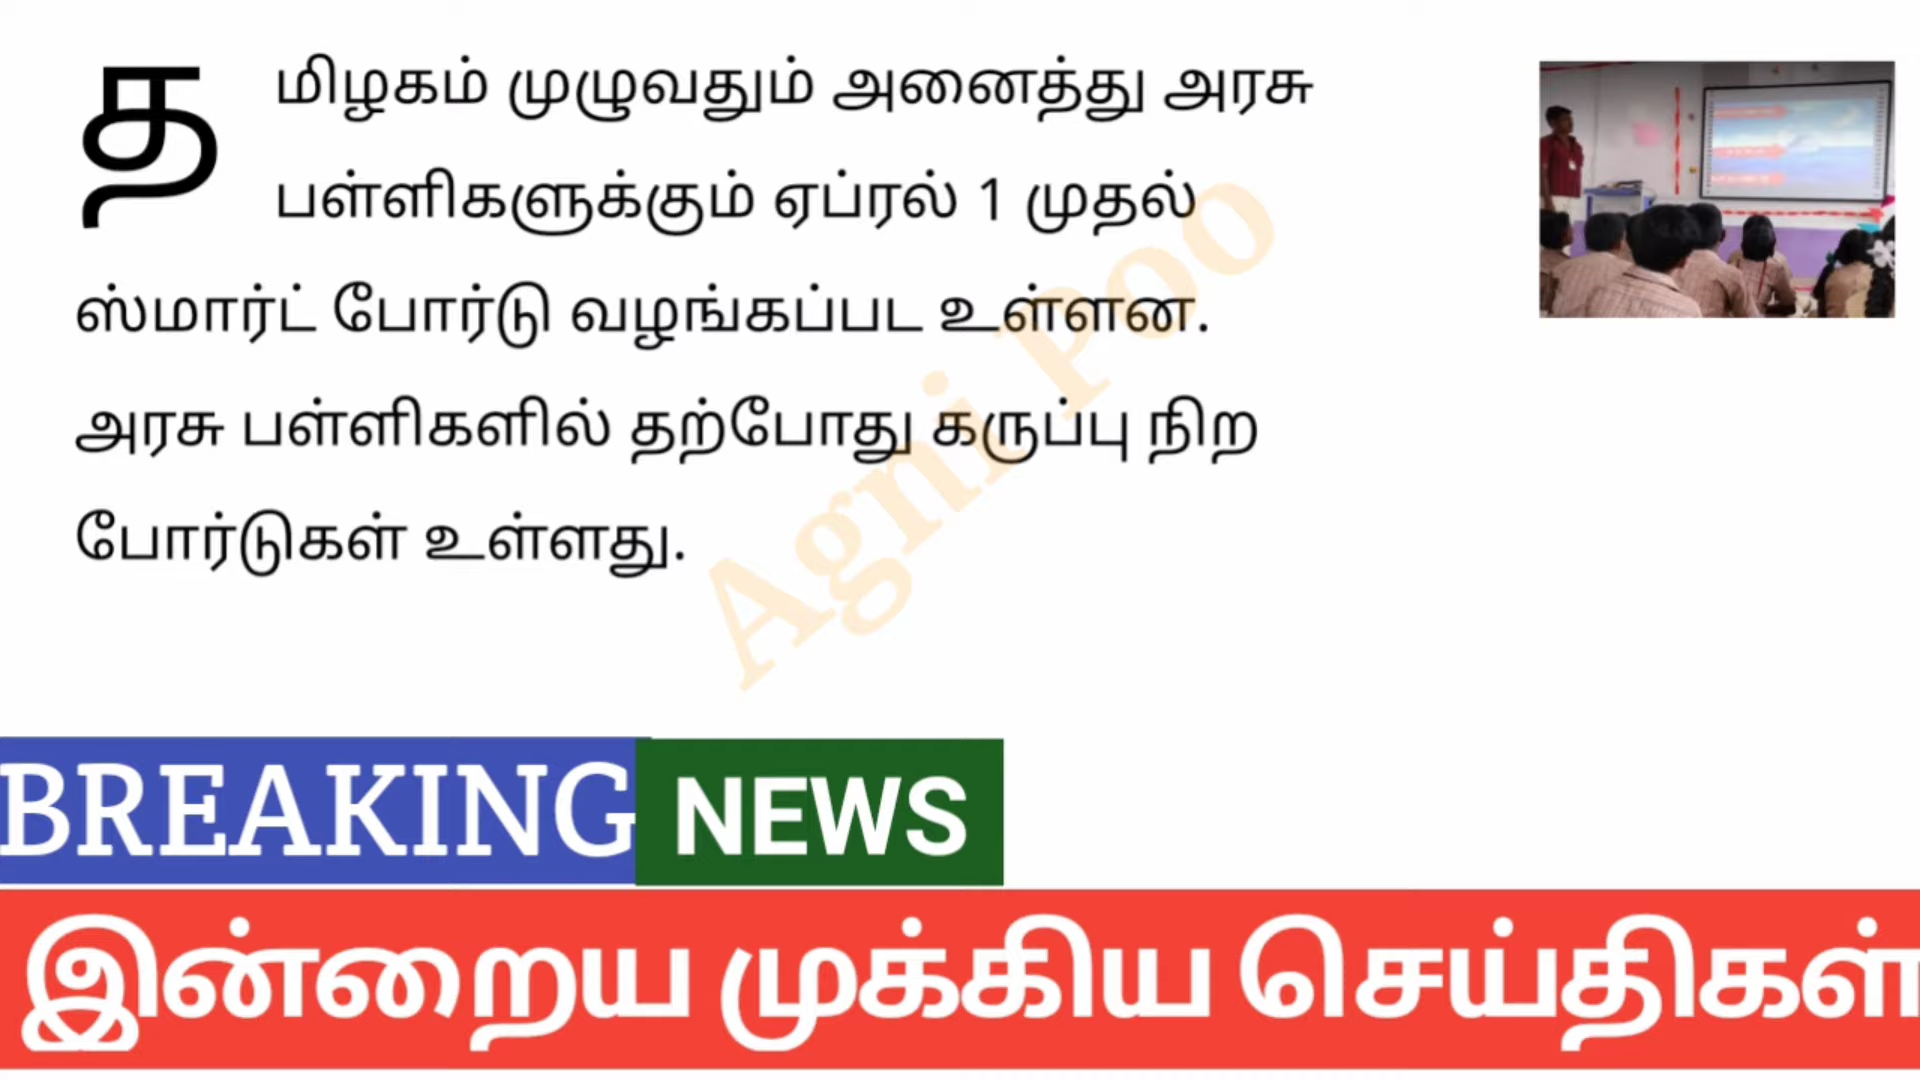 தமிழகம் முழுவதும் அனைத்து அரசு
பள்ளிகளுக்கும் ஏப்ரல் 1 முதல்
ஸ்மார்ட் போர்டு வழங்கப்பட உள்ளன.
அரசு பள்ளிகளில் தற்போது கருப்பு நிற
போர்டுகள் உள்ளது.
Agni Poo
BREAKING NEWS
இன்றைய முக்கிய செய்திகள்